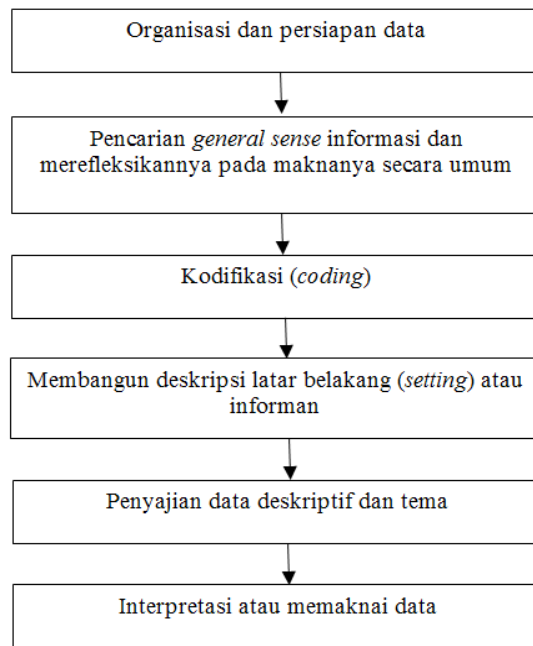 Organisasi dan persiapan data
Pencarian general sense informasi dan
merefleksikannya pada maknanya secara umum
Kodifikasi (coding)
Membangun deskripsi latar belakang (setting) atau
informan
Penyajian data deskriptif dan tema
Interpretasi atau memaknai data